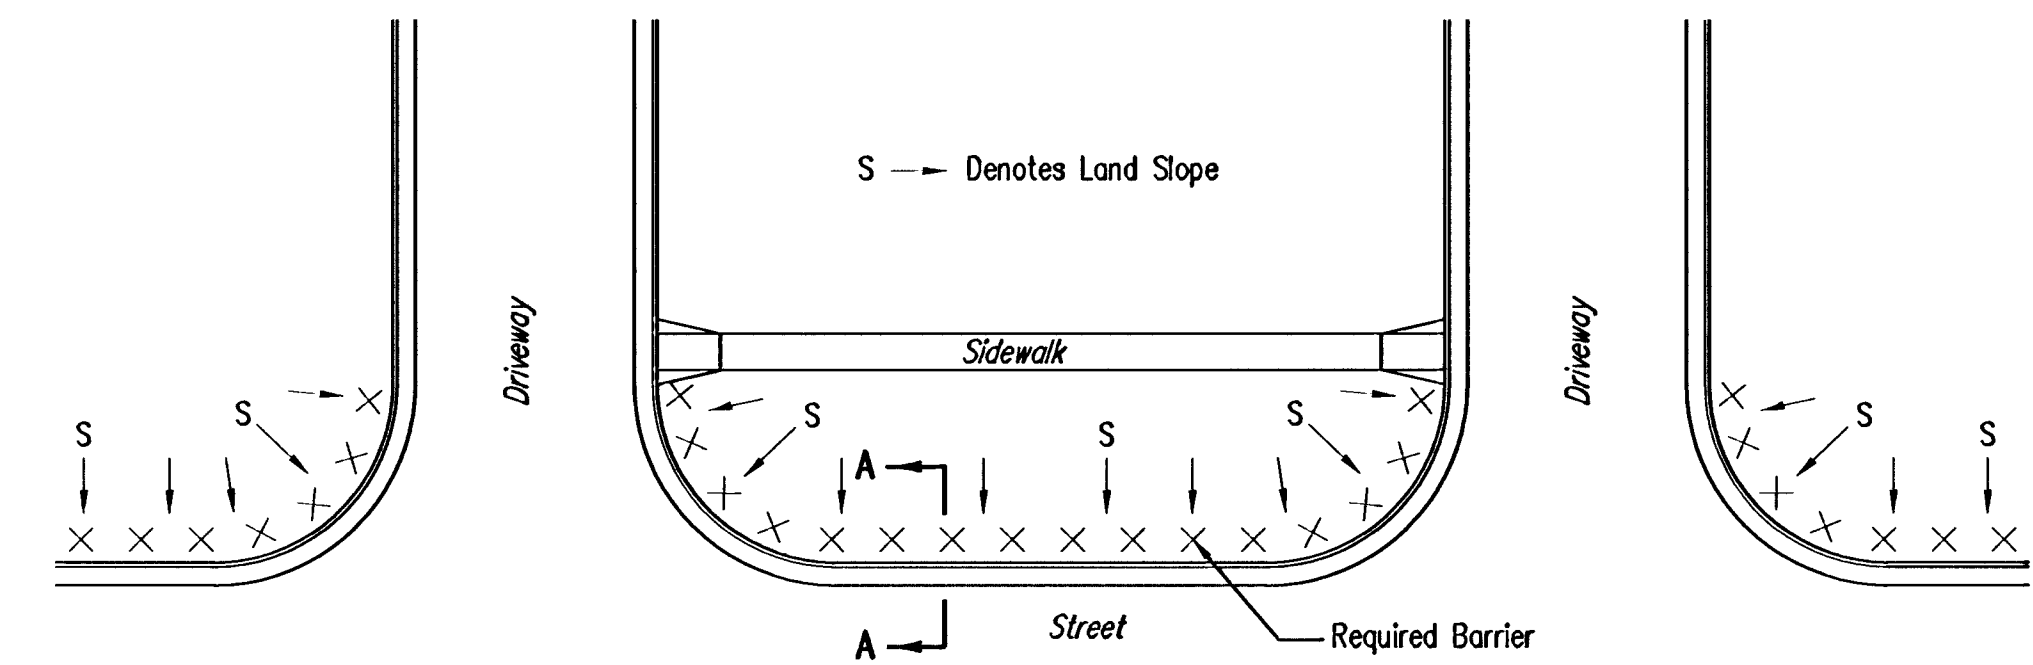 S → Denotes Land Slope
Driveway
Driveway
Sidewalk
S
S
S
S
S
S
S
A
A
Street
Required Barrier